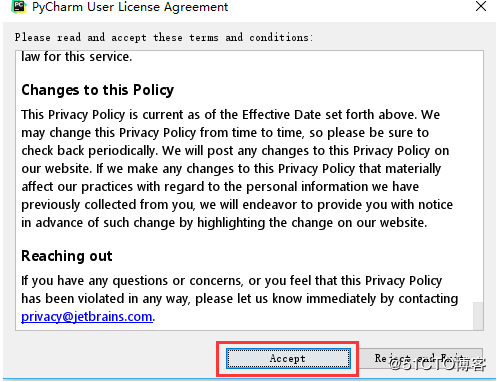 PyCharm User License Agreement
Please read and accept these terms and conditions:
law for this service.
Changes to this Policy
This Privacy Policy is current as of the Effective Date set forth above. We
may change this Privacy Policy from time to time, so please be sure to
check back periodically. We will post any changes to this Privacy Policy on
our website. If we make any changes to this Privacy Policy that materially
affect our practices with regard to the personal information we have
previously collected from you, we will endeavor to provide you with notice
in advance of such change by highlighting the change on our website.
Reaching out
If you have any questions or concerns, or you feel that this Privacy Policy
has been violated in any way, please let us know immediately by contacting
privacy@jetbrains.com.
Accept
Reject and Exit
@51CTO博客